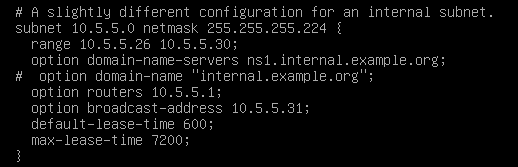 # A slightly different configuration for an internal subnet.
subnet 10.5.5.0 netmask 255.255.255.224 {
  range 10.5.5.26 10.5.5.30;
  option domain-name-servers ns1.internal.example.org;
#  option domain-name "internal.example.org";
  option routers 10.5.5.1;
  option broadcast-address 10.5.5.31;
  default-lease-time 600;
  max-lease-time 7200;
}